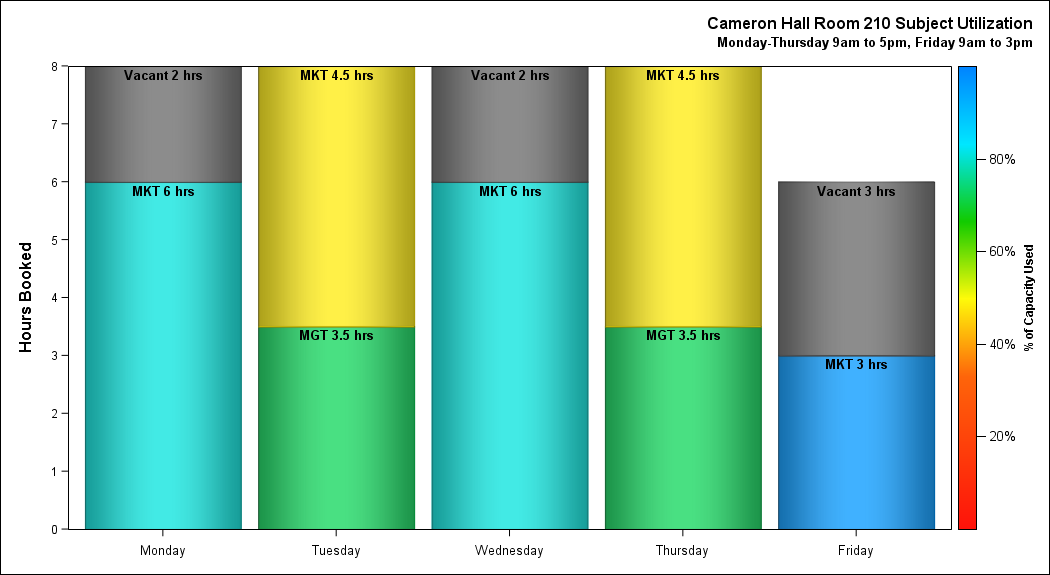 Cameron Hall Room 210 Subject Utilization
Monday-Thursday 9am to 5pm, Friday 9am to 3pm
Hours Booked
8
7
6
5
4
3
2
1
0
Vacant 2 hrs
MKT 6 hrs
MKT 4.5 hrs
MGT 3.5 hrs
Vacant 2 hrs
MKT 6 hrs
MKT 4.5 hrs
MGT 3.5 hrs
Vacant 3 hrs
MKT 3 hrs
Monday
Tuesday
Wednesday
Thursday
Friday
80%
60%
40%
20%
% of Capacity Used